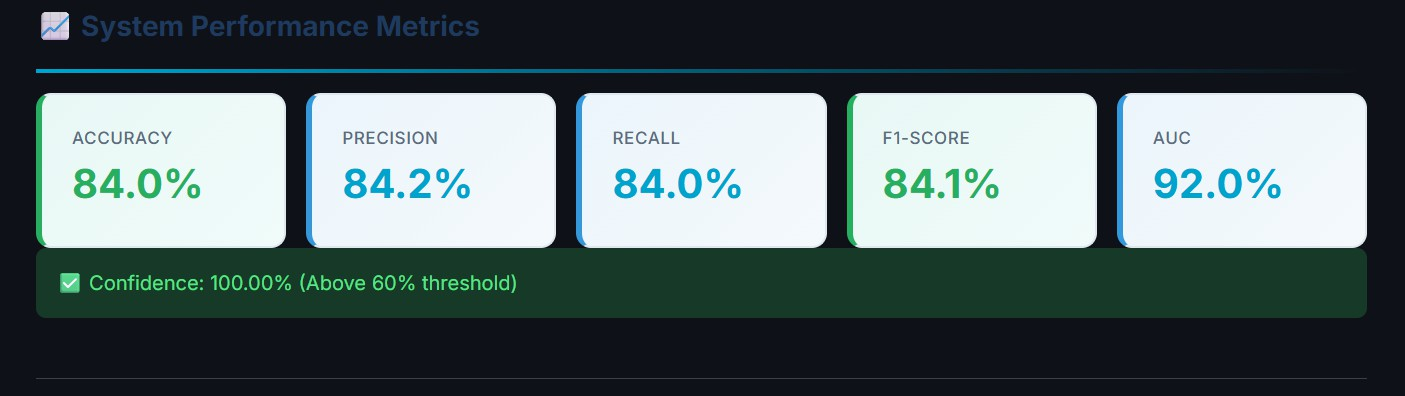 System Performance Metrics
ACCURACY
84.0%
PRECISION
84.2%
RECALL
84.0%
F1-SCORE
84.1%
AUC
92.0%
Confidence: 100.00% (Above 60% threshold)